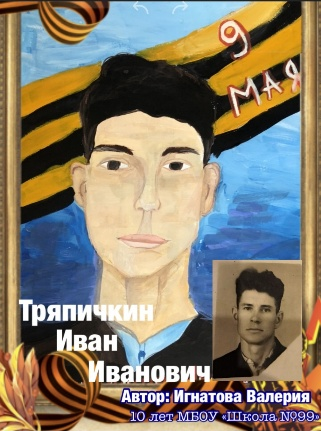 9
МАЯ
Тряпичкин
Иван
Иванович
Автор: Игнатова Валерия
10 лет МБОУ «Школа №99»